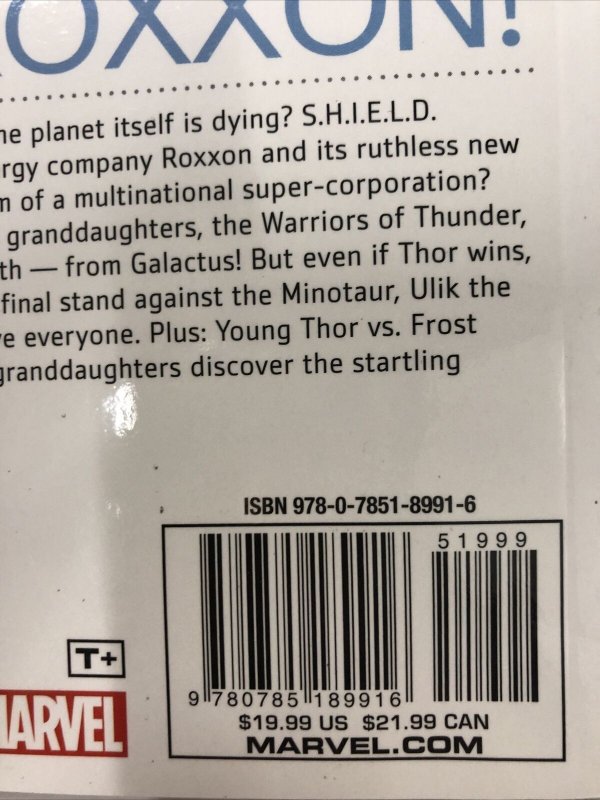 ROXXON!
he planet itself is dying? S.H.I.E.L.D.
rgy company Roxxon and its ruthless new
m of a multinational super-corporation?
granddaughters, the Warriors of Thunder,
th — from Galactus! But even if Thor wins,
final stand against the Minotaur, Ulik the
e everyone. Plus: Young Thor vs. Frost
granddaughters discover the startling
ISBN 978-0-7851-8991-6
51999
9 780785 189916
$19.99 US $21.99 CAN
MARVEL.COM
T+
MARVEL